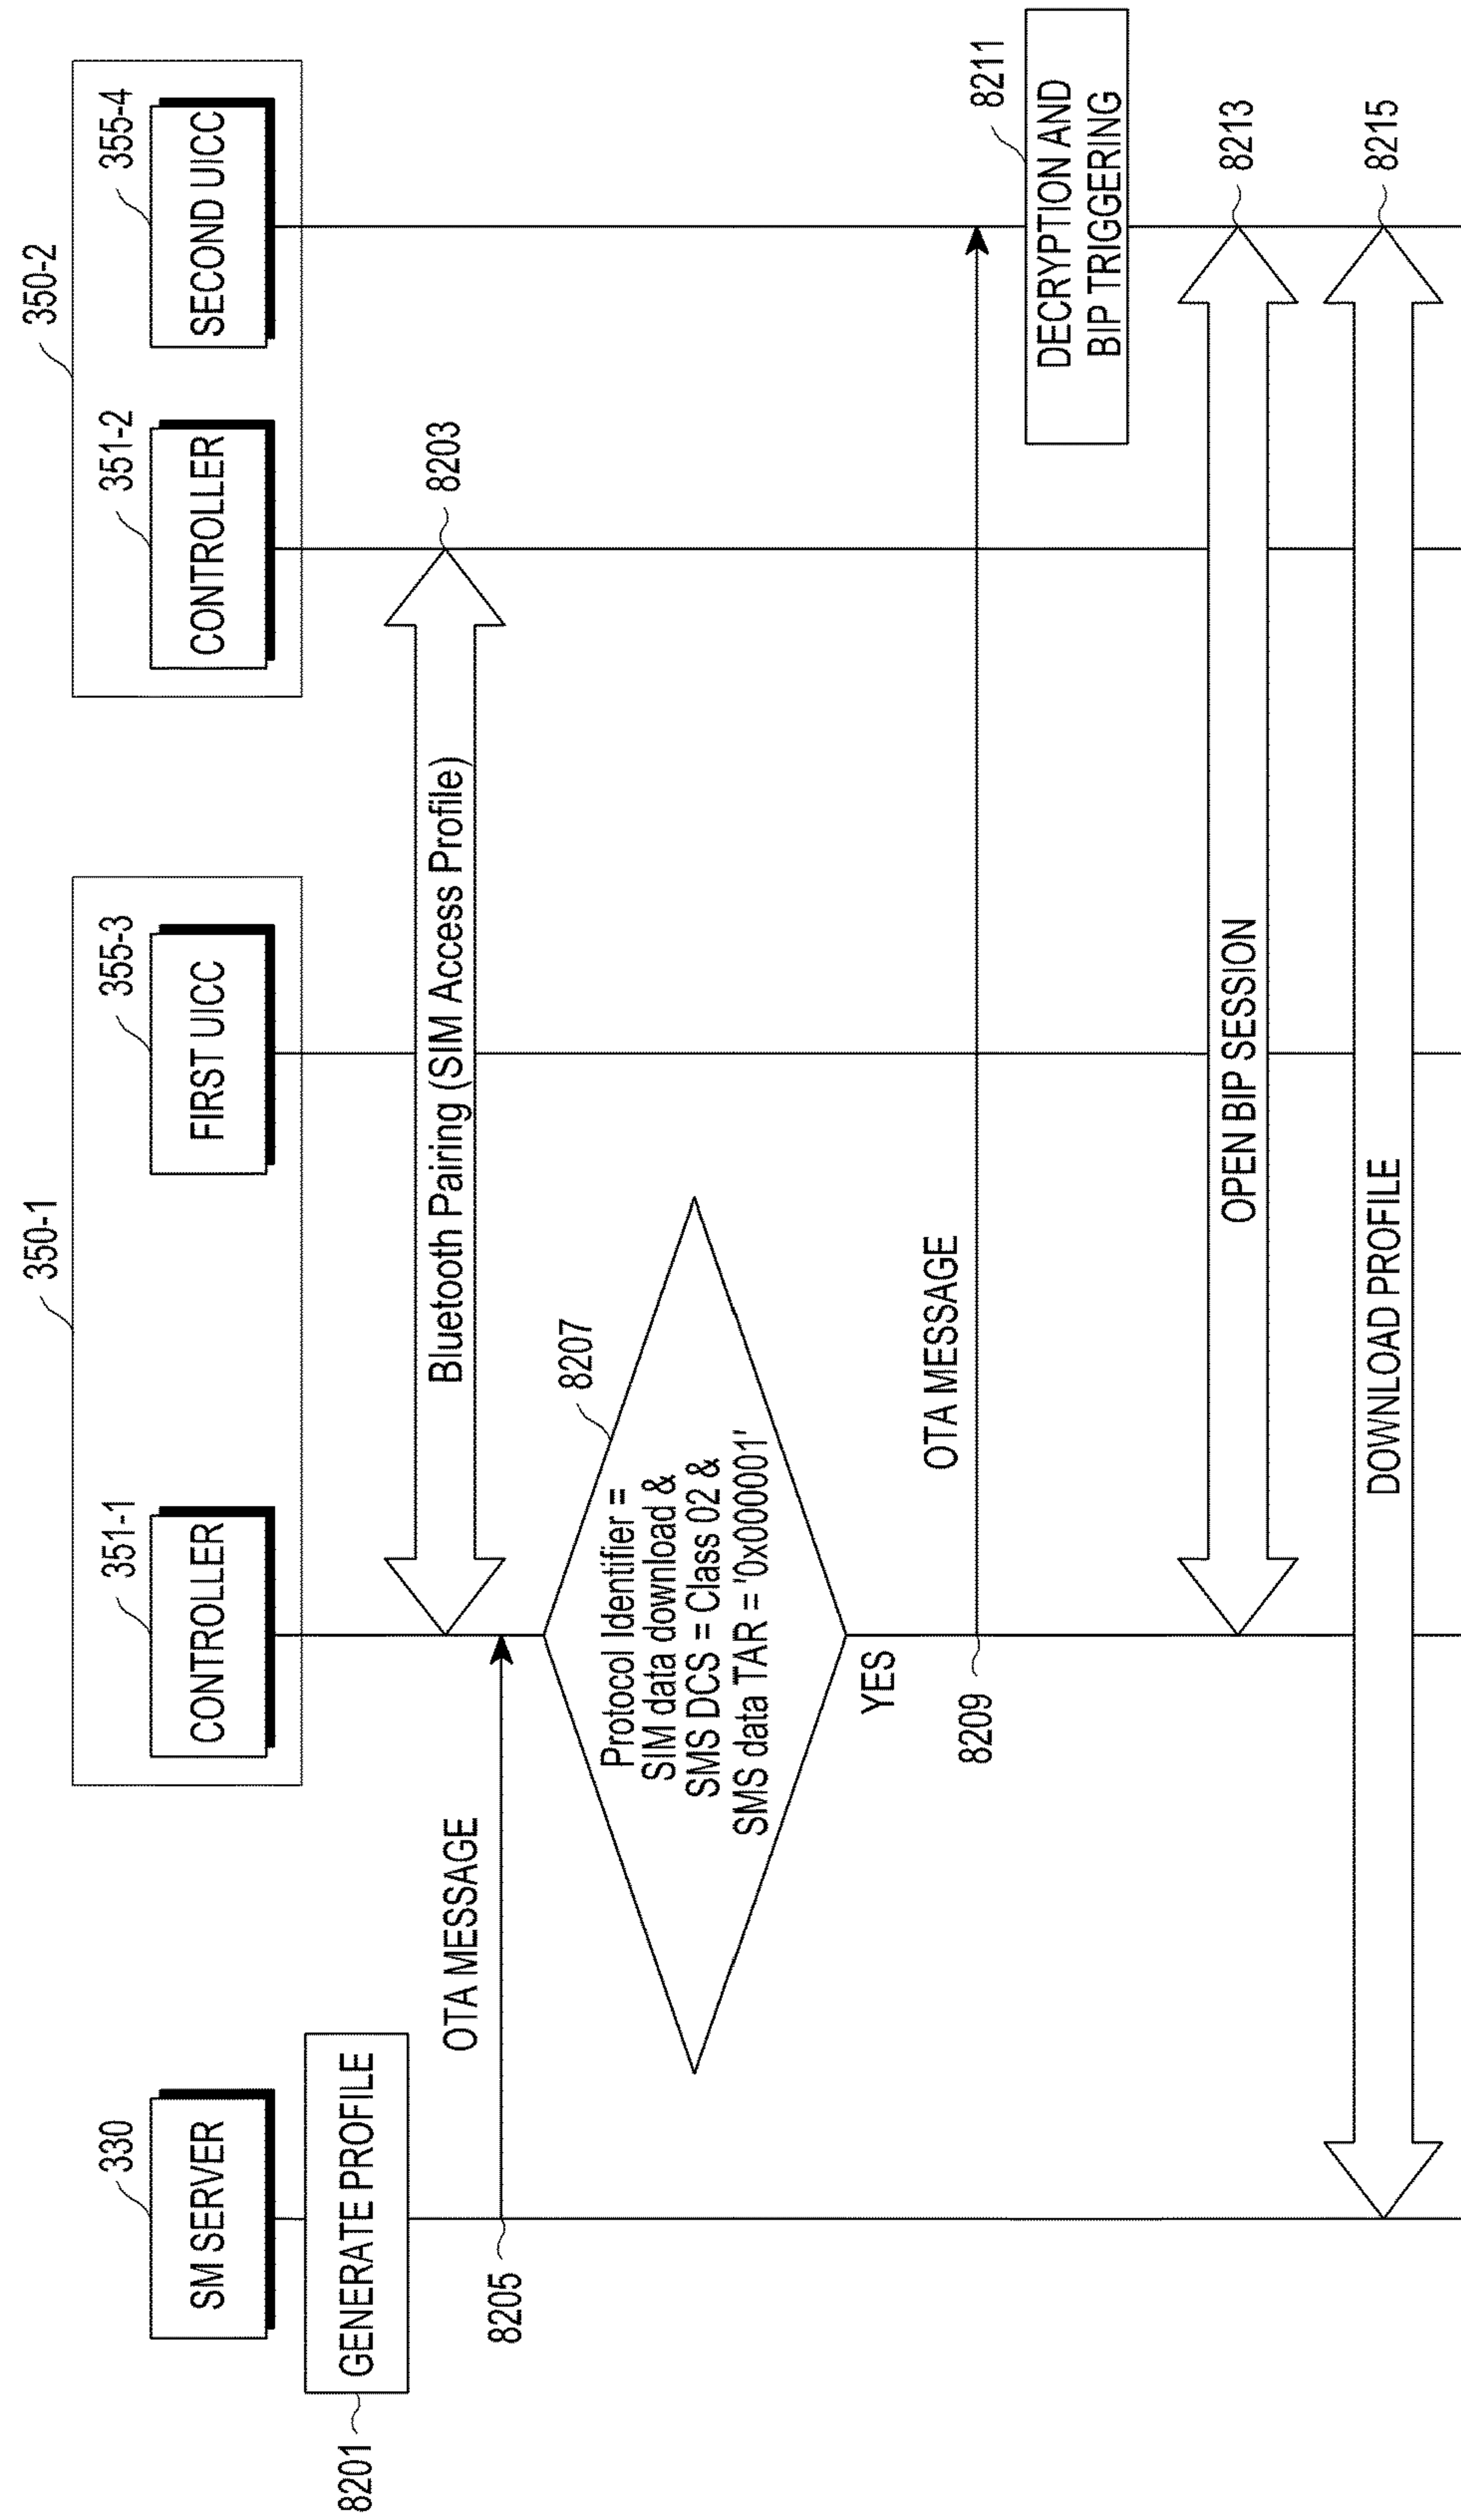 350-1
350-2
330
351-1
355-3
351-2
355-4
SM SERVER
CONTROLLER
FIRST UICC
CONTROLLER
SECOND UICC
8201
GENERATE PROFILE
Bluetooth Pairing (SIM Access Profile)
8203
OTA MESSAGE
8205
8207
Protocol Identifier =
SIM data download &
SMS DCS = Class 02 &
SMS data TAR = '0x000001'
YES
OTA MESSAGE
8209
8211
DECRYPTION AND
BIP TRIGGERING
OPEN BIP SESSION
8213
DOWNLOAD PROFILE
8215